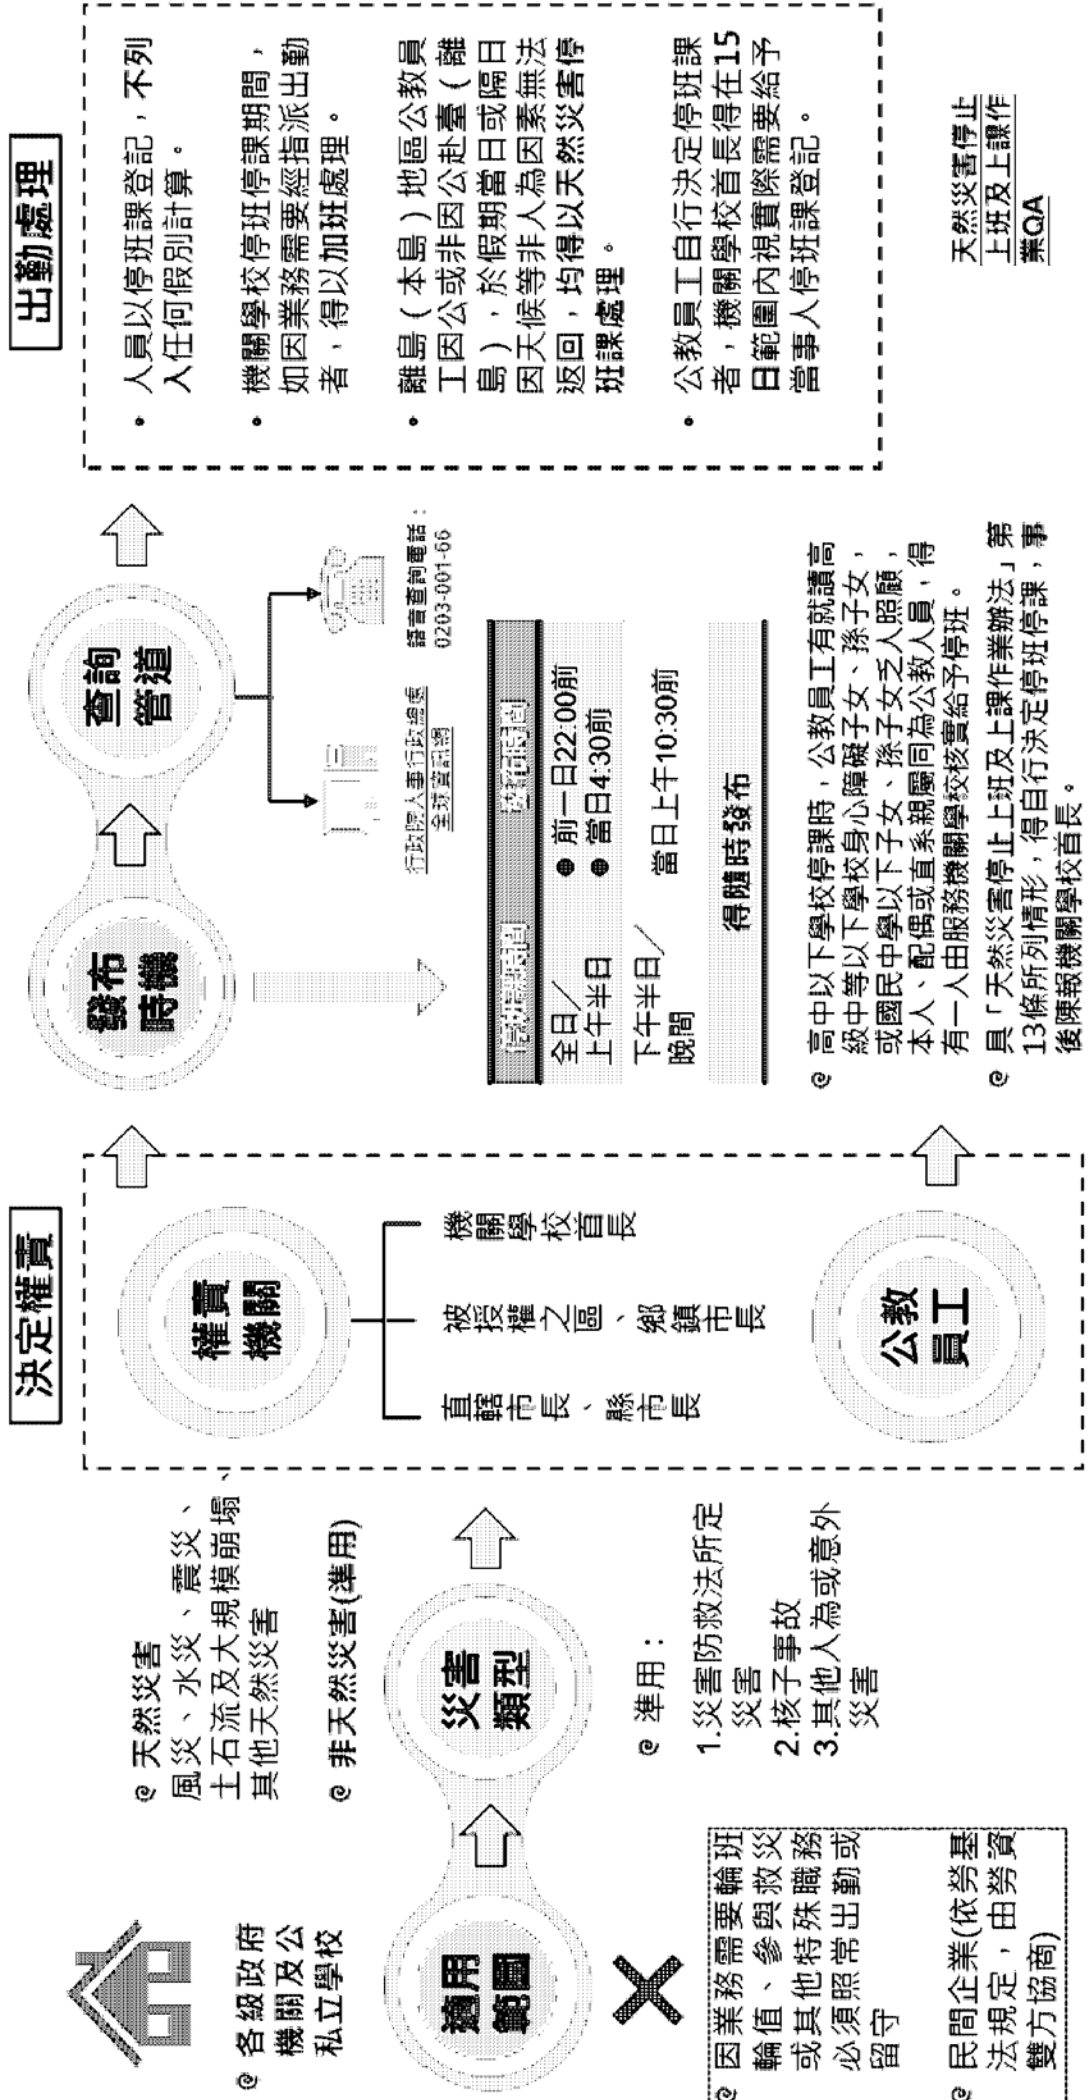 各級政府
機關及公
私立學校
適用
範圍
因業務需要輪班
輪值、參與救災
或其他特殊職務
必須照常出勤或
留守
民間企業(依勞基
法規定，由勞資
雙方協商)
天然災害
風災、水災、震災、
土石流及大規模崩塌、
其他天然災害
非天然災害(準用)
災害
類型
準用：
1.災害防救法所定
災害
2.核子事故
3.其他人為或意外
災害
決定權責
權責
機關
直轄市長、縣市長
被授權之區、鄉鎮市長
機關學校首長
公教
員工
發布
時機
查詢
管道
行政院人事行政總處
全球資訊網
語音查詢電話：
0203-001-66
停班課時間 發布時間
全日/
上午半日
前一日22:00前
當日4:30前
下午半日/
晚間
當日上午10:30前
得隨時發布
高中以下學校停課時，公教員工有就讀高
級中等以下學校身心障礙子女、孫子女，
或國民中學以下子女、孫子女乏人照顧，
本人、配偶或直系親屬同為公教人員，得
有一人由服務機關學校核實給予停班。
具「天然災害停止上班及上課作業辦法」第
13條所列情形，得自行決定停班停課，事
後陳報機關學校首長。
出勤處理
人員以停班課登記，不列
入任何假別計算。
機關學校停班停課期間，
如因業務需要經指派出勤
者，得以加班處理。
離島（本島）地區公教員
工因公或非因公赴臺（離
島），於假期當日或隔日
因天候等非人為因素無法
返回，均得以天然災害停
班課處理。
公教員工自行決定停班課
者，機關學校首長得在15
日範圍內視實際需要給予
當事人停班課登記。
天然災害停止
上班及上課作
業QA